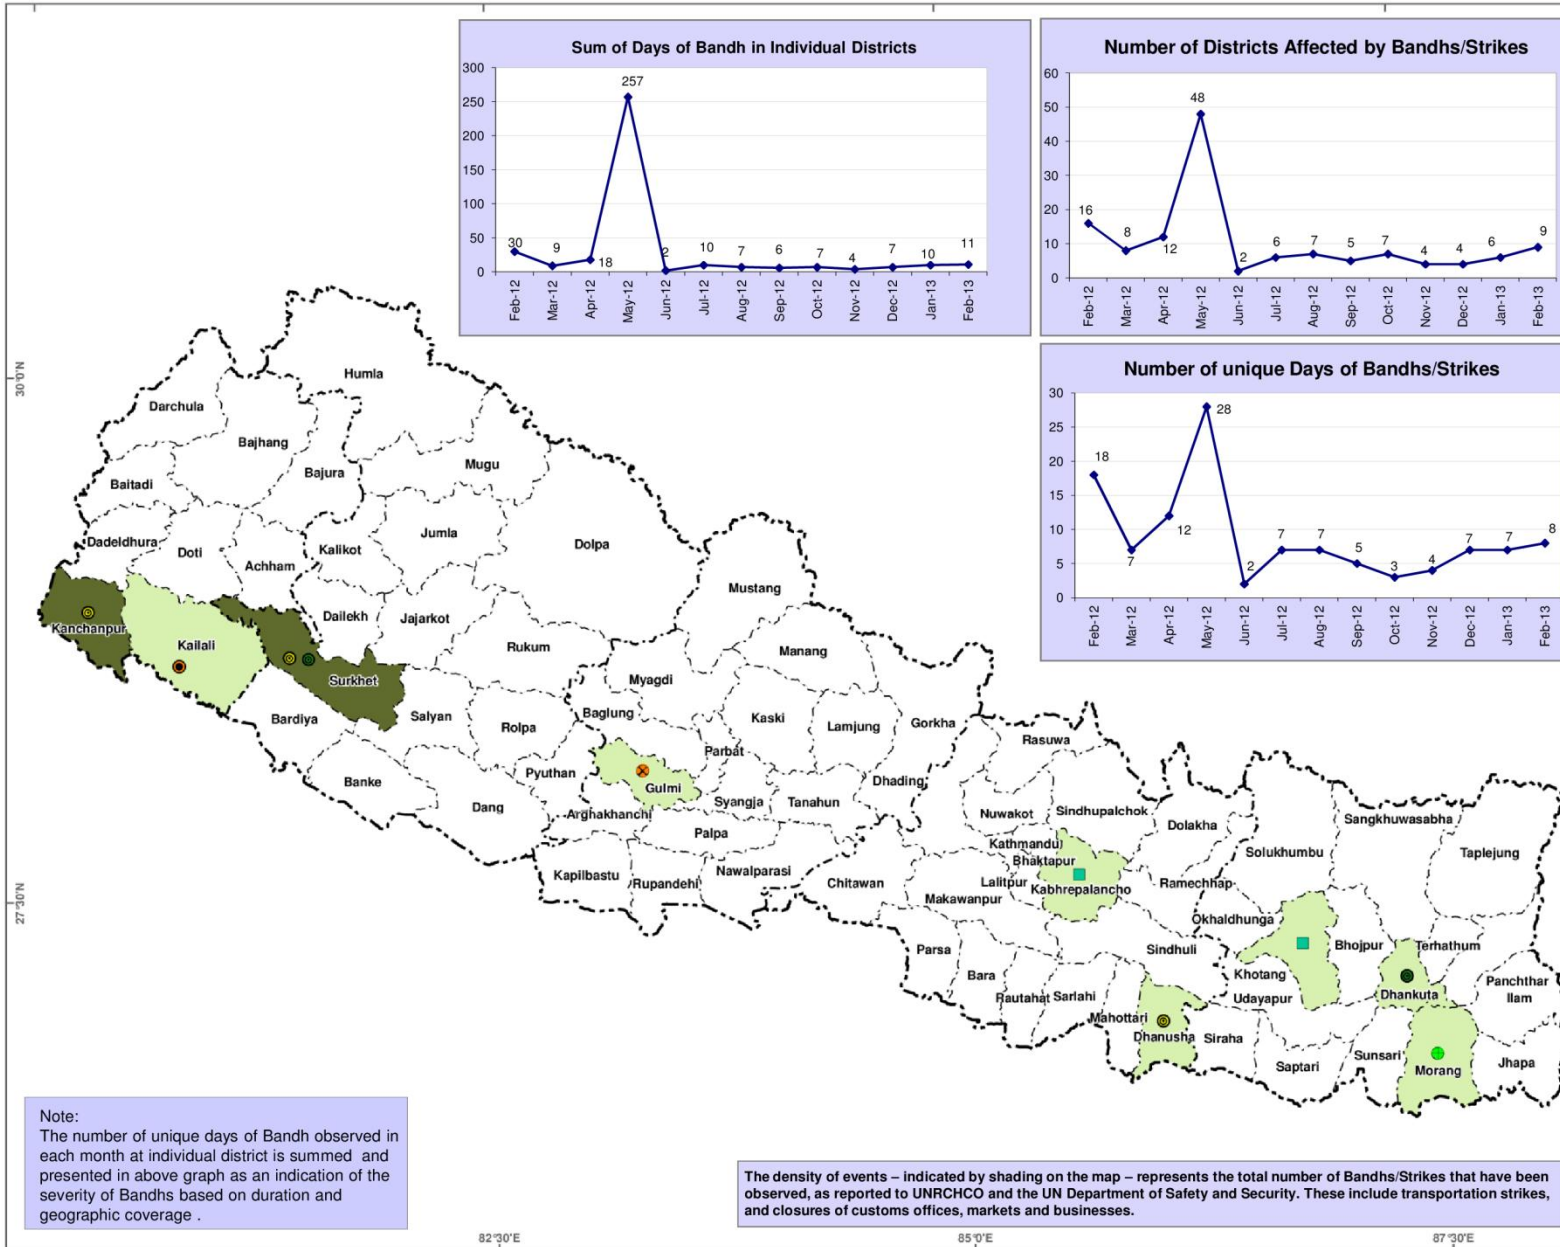 Sum of Days of Bandh in Individual Districts
300
250
200
150
100
50
0
30
9
18
257
2
10
7
6
7
4
7
10
11
Feb-12
Mar-12
Apr-12
May-12
Jun-12
Jul-12
Aug-12
Sep-12
Oct-12
Nov-12
Dec-12
Jan-13
Feb-13
Number of Districts Affected by Bandhs/Strikes
60
50
40
30
20
10
0
16
8
12
48
2
6
7
5
7
4
4
6
9
Feb-12
Mar-12
Apr-12
May-12
Jun-12
Jul-12
Aug-12
Sep-12
Oct-12
Nov-12
Dec-12
Jan-13
Feb-13
Number of unique Days of Bandhs/Strikes
30
25
20
15
10
5
0
18
7
12
28
2
7
7
5
3
4
7
7
8
Feb-12
Mar-12
Apr-12
May-12
Jun-12
Jul-12
Aug-12
Sep-12
Oct-12
Nov-12
Dec-12
Jan-13
Feb-13
30°0'N
27°30'N
Humla
Darchula
Bajhang
Bajura
Mugu
Baitadi
Jumla
Dadeldhura
Doti
Achham
Kalikot
Dolpa
Mustang
Dailekh
Jajarkot
Kanchanpur
Kailali
Rukum
Manang
Surkhet
Myagdi
Bardiya
Salyan
Rolpa
Baglung
Kaski
Lamjung
Gorkha
Parbat
Rasuwa
Banke
Pyuthan
Gulmi
Dhading
Dang
Arghakhanchi
Syangja
Tanahun
Nuwakot
Sindhupalchok
Dolakha
Sangkhuwasabha
Palpa
Kathmandu
Bhaktapur
Solukhumbu
Taplejung
Kapilbastu
Rupandehi
Nawalparasi
Chitawan
Lalitpur
Kabhrepalancho
Ramechhap
Makawanpur
Okhaldhunga
Parsa
Sindhuli
Bhojpur
Terhathum
Bara
Khotang
Panchthar
Rautahat
Sarlahi
Udayapur
Dhankuta
Ilam
Mahottari
Dhanusha
Siraha
Saptari
Sunsari
Morang
Jhapa
Note:
The number of unique days of Bandh observed in
each month at individual district is summed and
presented in above graph as an indication of the
severity of Bandhs based on duration and
geographic coverage .
The density of events – indicated by shading on the map – represents the total number of Bandhs/Strikes that have been
observed, as reported to UNRCHCO and the UN Department of Safety and Security. These include transportation strikes,
and closures of customs offices, markets and businesses.
82°30'E
85°0'E
87°30'E